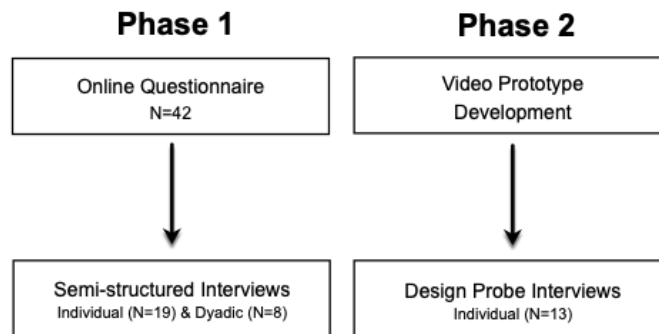 Phase 1
Online Questionnaire
N=42
Semi-structured Interviews
Individual (N=19) & Dyadic (N=8)
Phase 2
Video Prototype
Development
Design Probe Interviews
Individual (N=13)